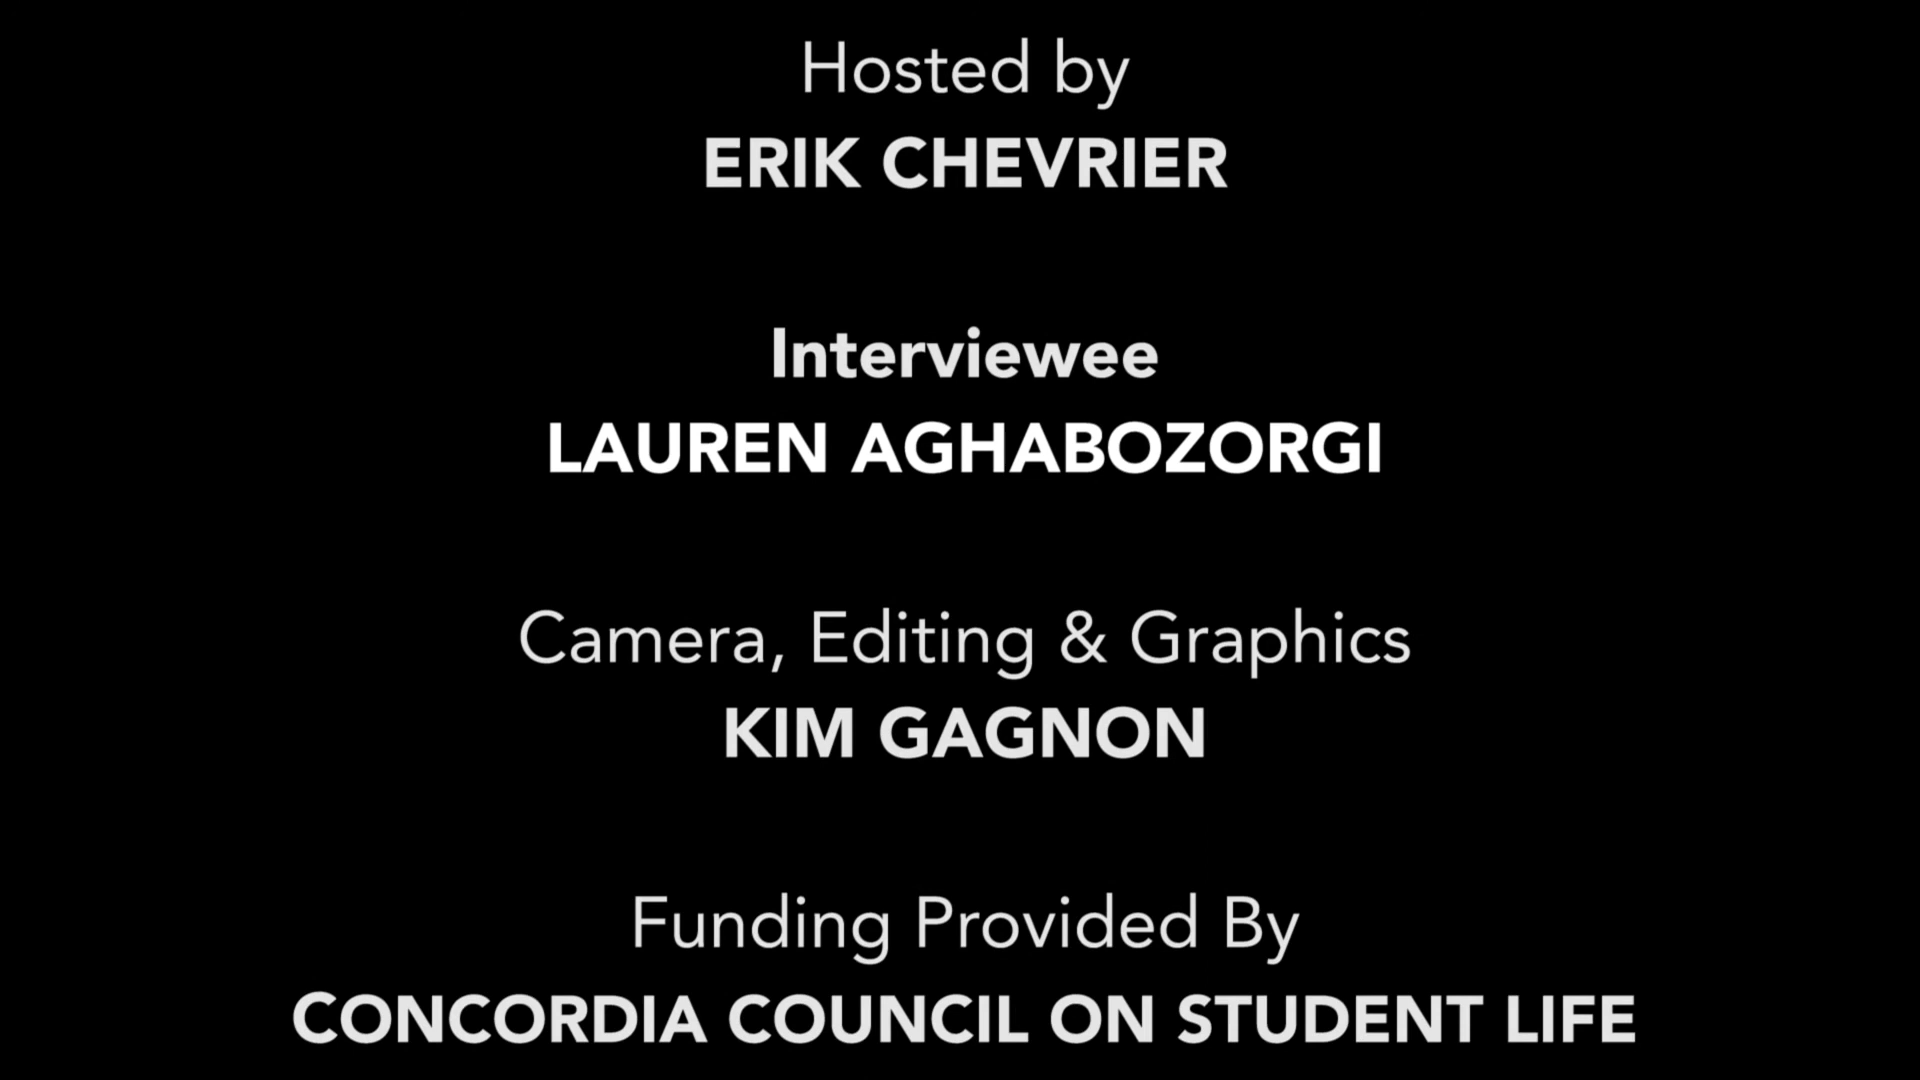 Hosted by
ERIK CHEVRIER
Interviewee
LAUREN AGHABOZORGI
Camera, Editing & Graphics
KIM GAGNON
Funding Provided By
CONCORDIA COUNCIL ON STUDENT LIFE